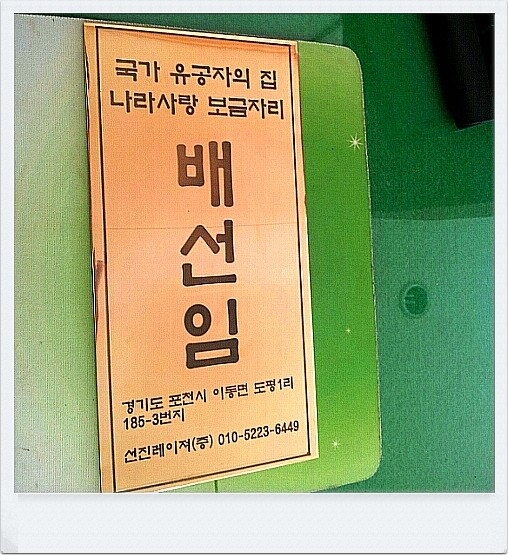 국가 유공자의 집
나라사랑 보금자리
배
선
임
경기도 포천시 이동면 도평1리
185-3번지
선진레이져(증) 010-5223-6449